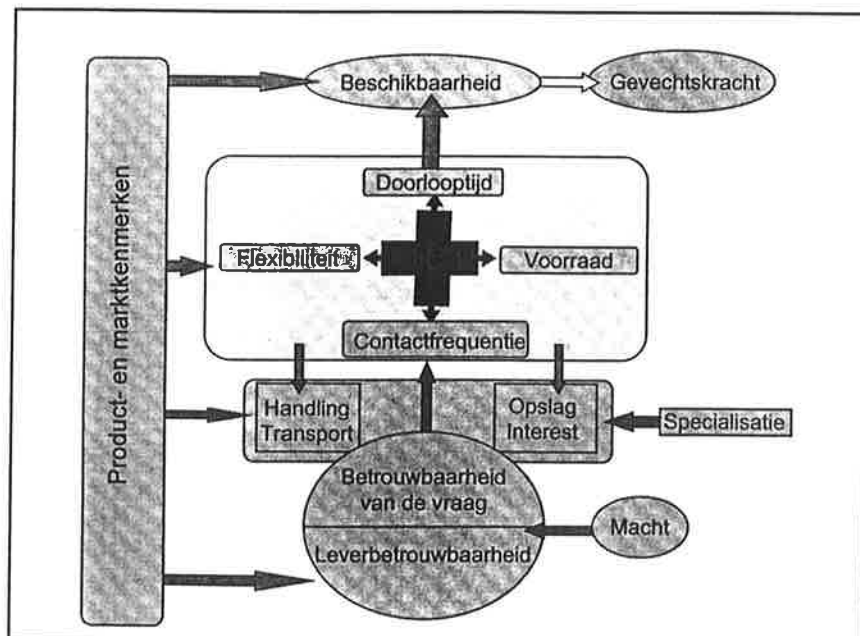 Beschikbaarheid
Gevechtskracht
Product- en marktkenmerken
Doorlooptijd
Flexibiliteit
Voorraad
Contactfrequentie
Handling
Transport
Opslag
Interest
Specialisatie
Betrouwbaarheid
van de vraag
Macht
Leverbetrouwbaarheid